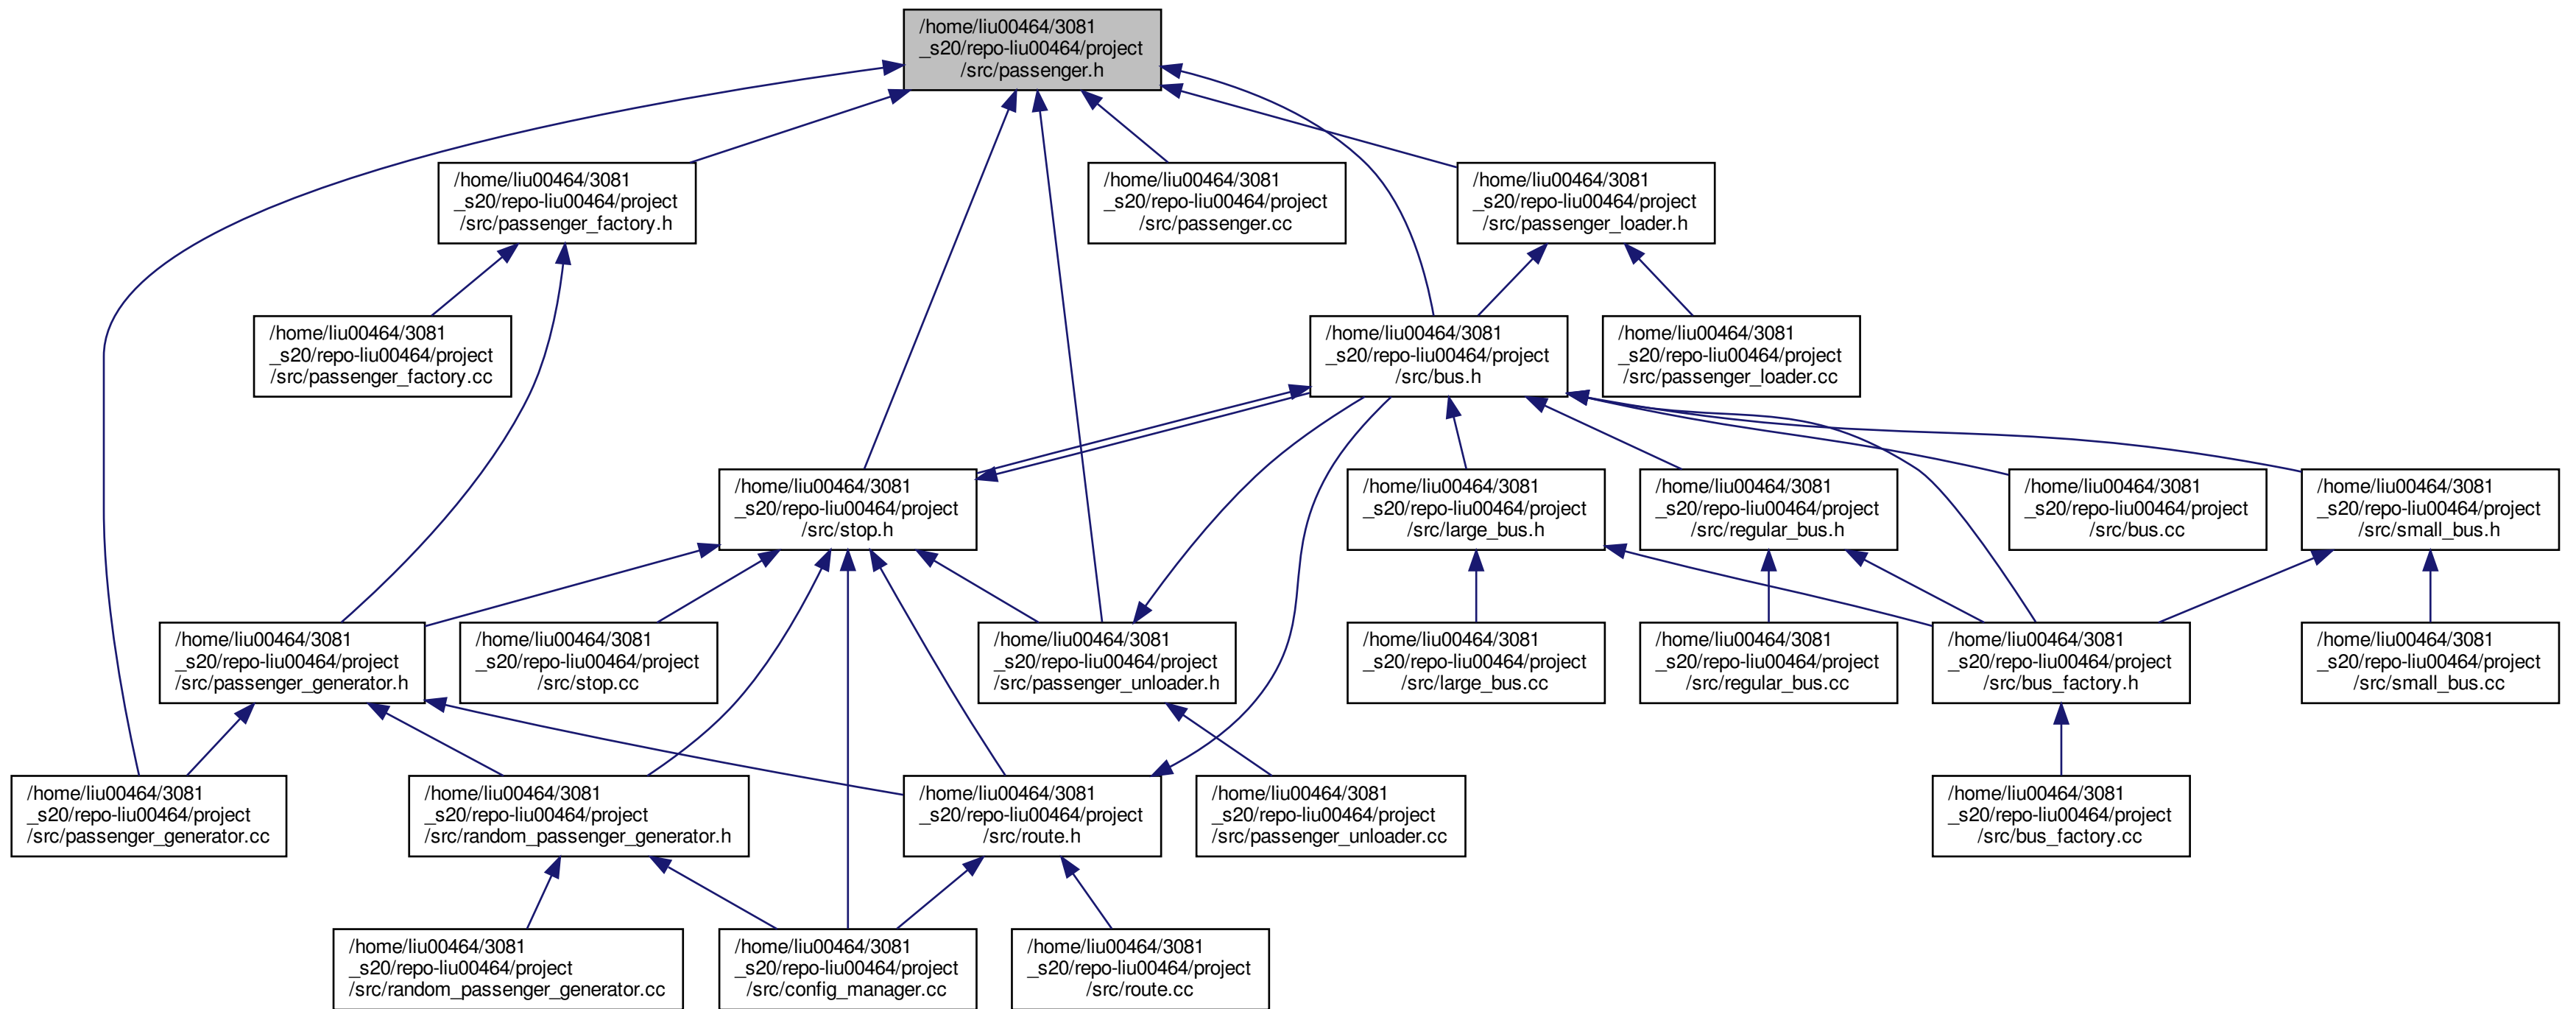 /home/liu00464/3081
_s20/repo-liu00464/project
/src/passenger.h
/home/liu00464/3081
_s20/repo-liu00464/project
/src/passenger_factory.h
/home/liu00464/3081
_s20/repo-liu00464/project
/src/passenger.cc
/home/liu00464/3081
_s20/repo-liu00464/project
/src/passenger_loader.h
/home/liu00464/3081
_s20/repo-liu00464/project
/src/passenger_factory.cc
/home/liu00464/3081
_s20/repo-liu00464/project
/src/bus.h
/home/liu00464/3081
_s20/repo-liu00464/project
/src/passenger_loader.cc
/home/liu00464/3081
_s20/repo-liu00464/project
/src/stop.h
/home/liu00464/3081
_s20/repo-liu00464/project
/src/large_bus.h
/home/liu00464/3081
_s20/repo-liu00464/project
/src/regular_bus.h
/home/liu00464/3081
_s20/repo-liu00464/project
/src/bus.cc
/home/liu00464/3081
_s20/repo-liu00464/project
/src/small_bus.h
/home/liu00464/3081
_s20/repo-liu00464/project
/src/passenger_generator.h
/home/liu00464/3081
_s20/repo-liu00464/project
/src/stop.cc
/home/liu00464/3081
_s20/repo-liu00464/project
/src/passenger_unloader.h
/home/liu00464/3081
_s20/repo-liu00464/project
/src/large_bus.cc
/home/liu00464/3081
_s20/repo-liu00464/project
/src/regular_bus.cc
/home/liu00464/3081
_s20/repo-liu00464/project
/src/bus_factory.h
/home/liu00464/3081
_s20/repo-liu00464/project
/src/small_bus.cc
/home/liu00464/3081
_s20/repo-liu00464/project
/src/passenger_generator.cc
/home/liu00464/3081
_s20/repo-liu00464/project
/src/random_passenger_generator.h
/home/liu00464/3081
_s20/repo-liu00464/project
/src/route.h
/home/liu00464/3081
_s20/repo-liu00464/project
/src/passenger_unloader.cc
/home/liu00464/3081
_s20/repo-liu00464/project
/src/bus_factory.cc
/home/liu00464/3081
_s20/repo-liu00464/project
/src/random_passenger_generator.cc
/home/liu00464/3081
_s20/repo-liu00464/project
/src/config_manager.cc
/home/liu00464/3081
_s20/repo-liu00464/project
/src/route.cc